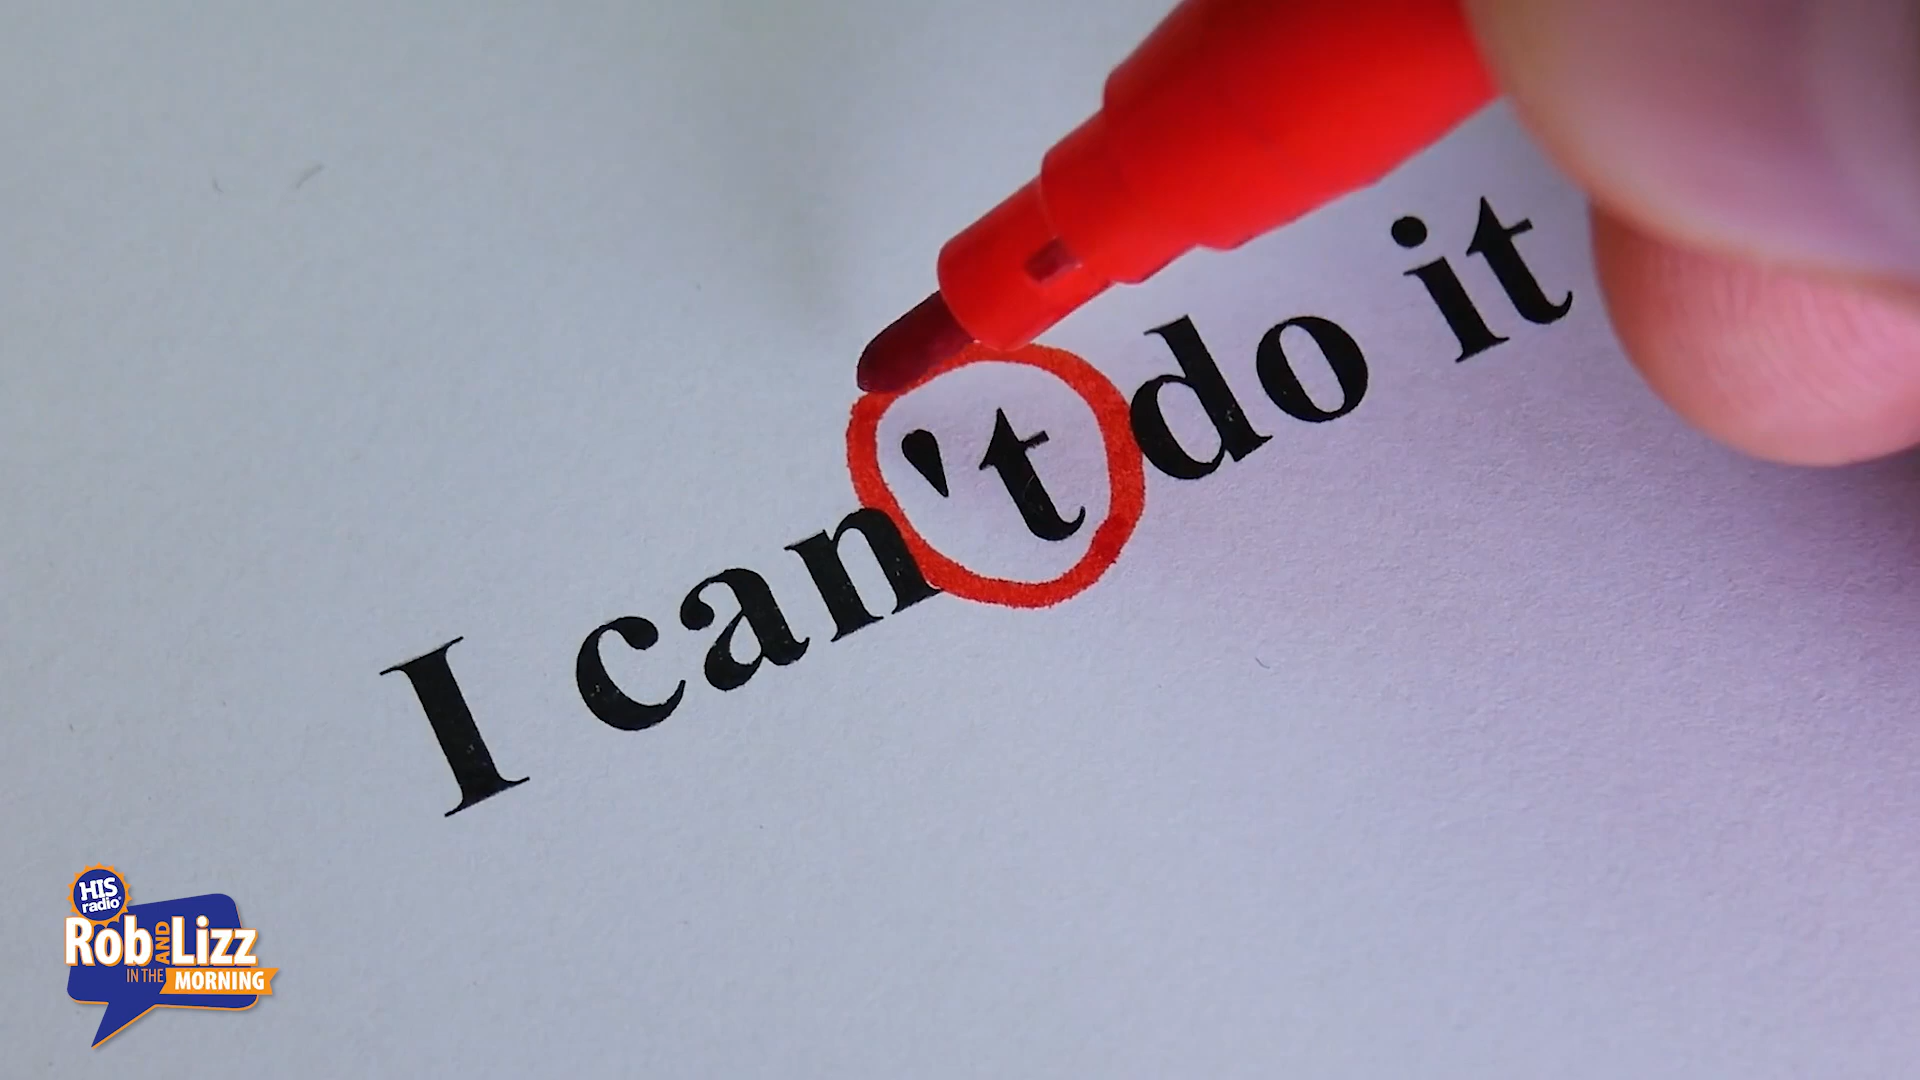 I can't do it
HIS
radio
Rob AND Lizz
IN THE MORNING